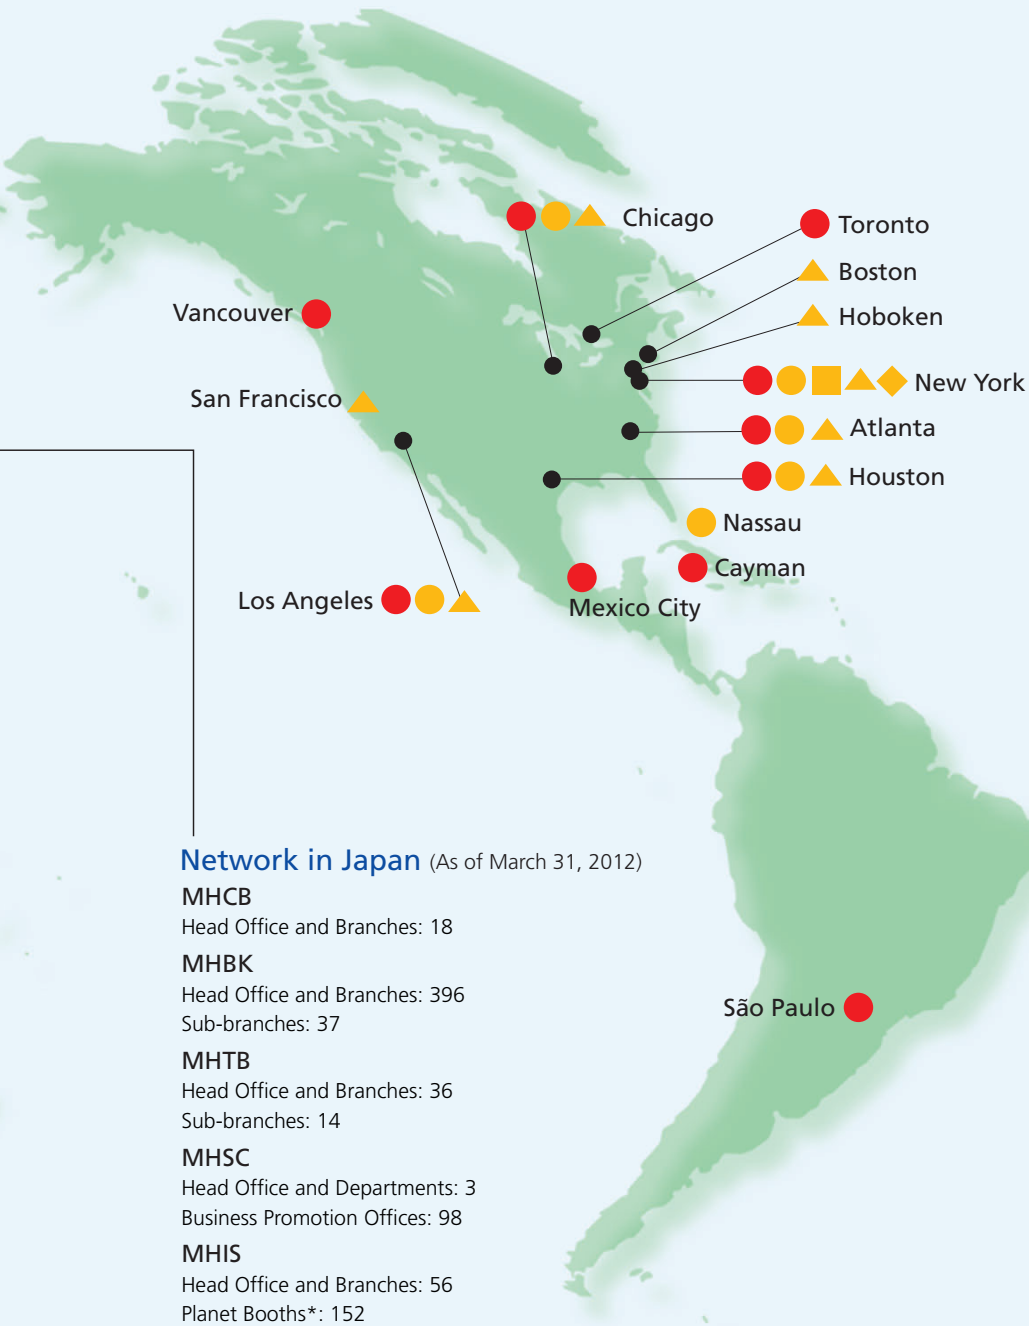 Chicago
Toronto
Boston
Hoboken
Vancouver
New York
San Francisco
Atlanta
Houston
Nassau
Cayman
Los Angeles
Mexico City
Network in Japan (As of March 31, 2012)
MHCB
Head Office and Branches: 18
MHBK
Head Office and Branches: 396
Sub-branches: 37
São Paulo
MHTB
Head Office and Branches: 36
Sub-branches: 14
MHSC
Head Office and Departments: 3
Business Promotion Offices: 98
MHIS
Head Office and Branches: 56
Planet Booths*: 152